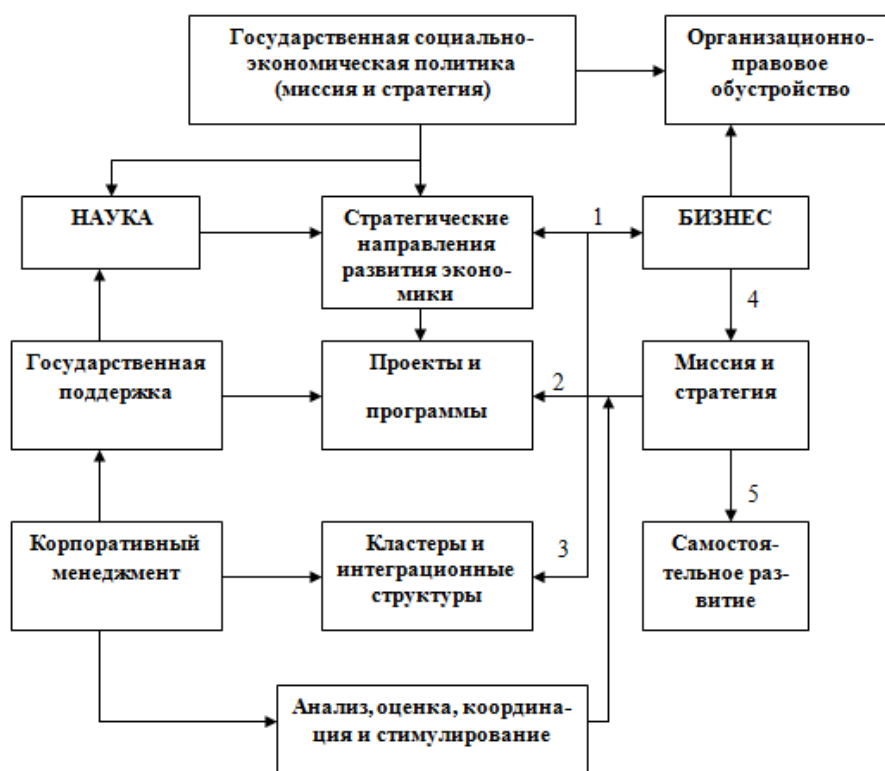 Государственная социально-
экономическая политика
(миссия и стратегия)
Организационно-
правовое
обустройство
НАУКА
Стратегические
направления
развития эконо-
мики
1
БИЗНЕС
4
Государственная
поддержка
Проекты и
программы
2
Миссия и
стратегия
5
Корпоративный
менеджмент
Кластеры и
интеграционные
структуры
3
Самостоя-
тельное раз-
витие
Анализ, оценка, координа-
ция и стимулирование